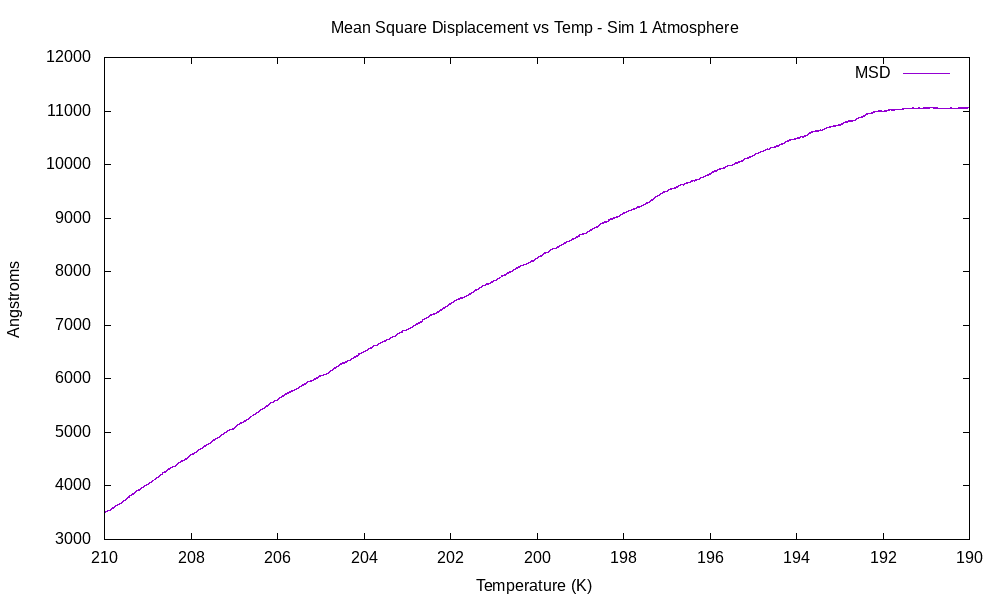 Mean Square Displacement vs Temp - Sim 1 Atmosphere
MSD
12000
11000
10000
9000
8000
7000
6000
5000
4000
3000
Angstroms
210 208 206 204 202 200 198 196 194 192 190
Temperature (K)